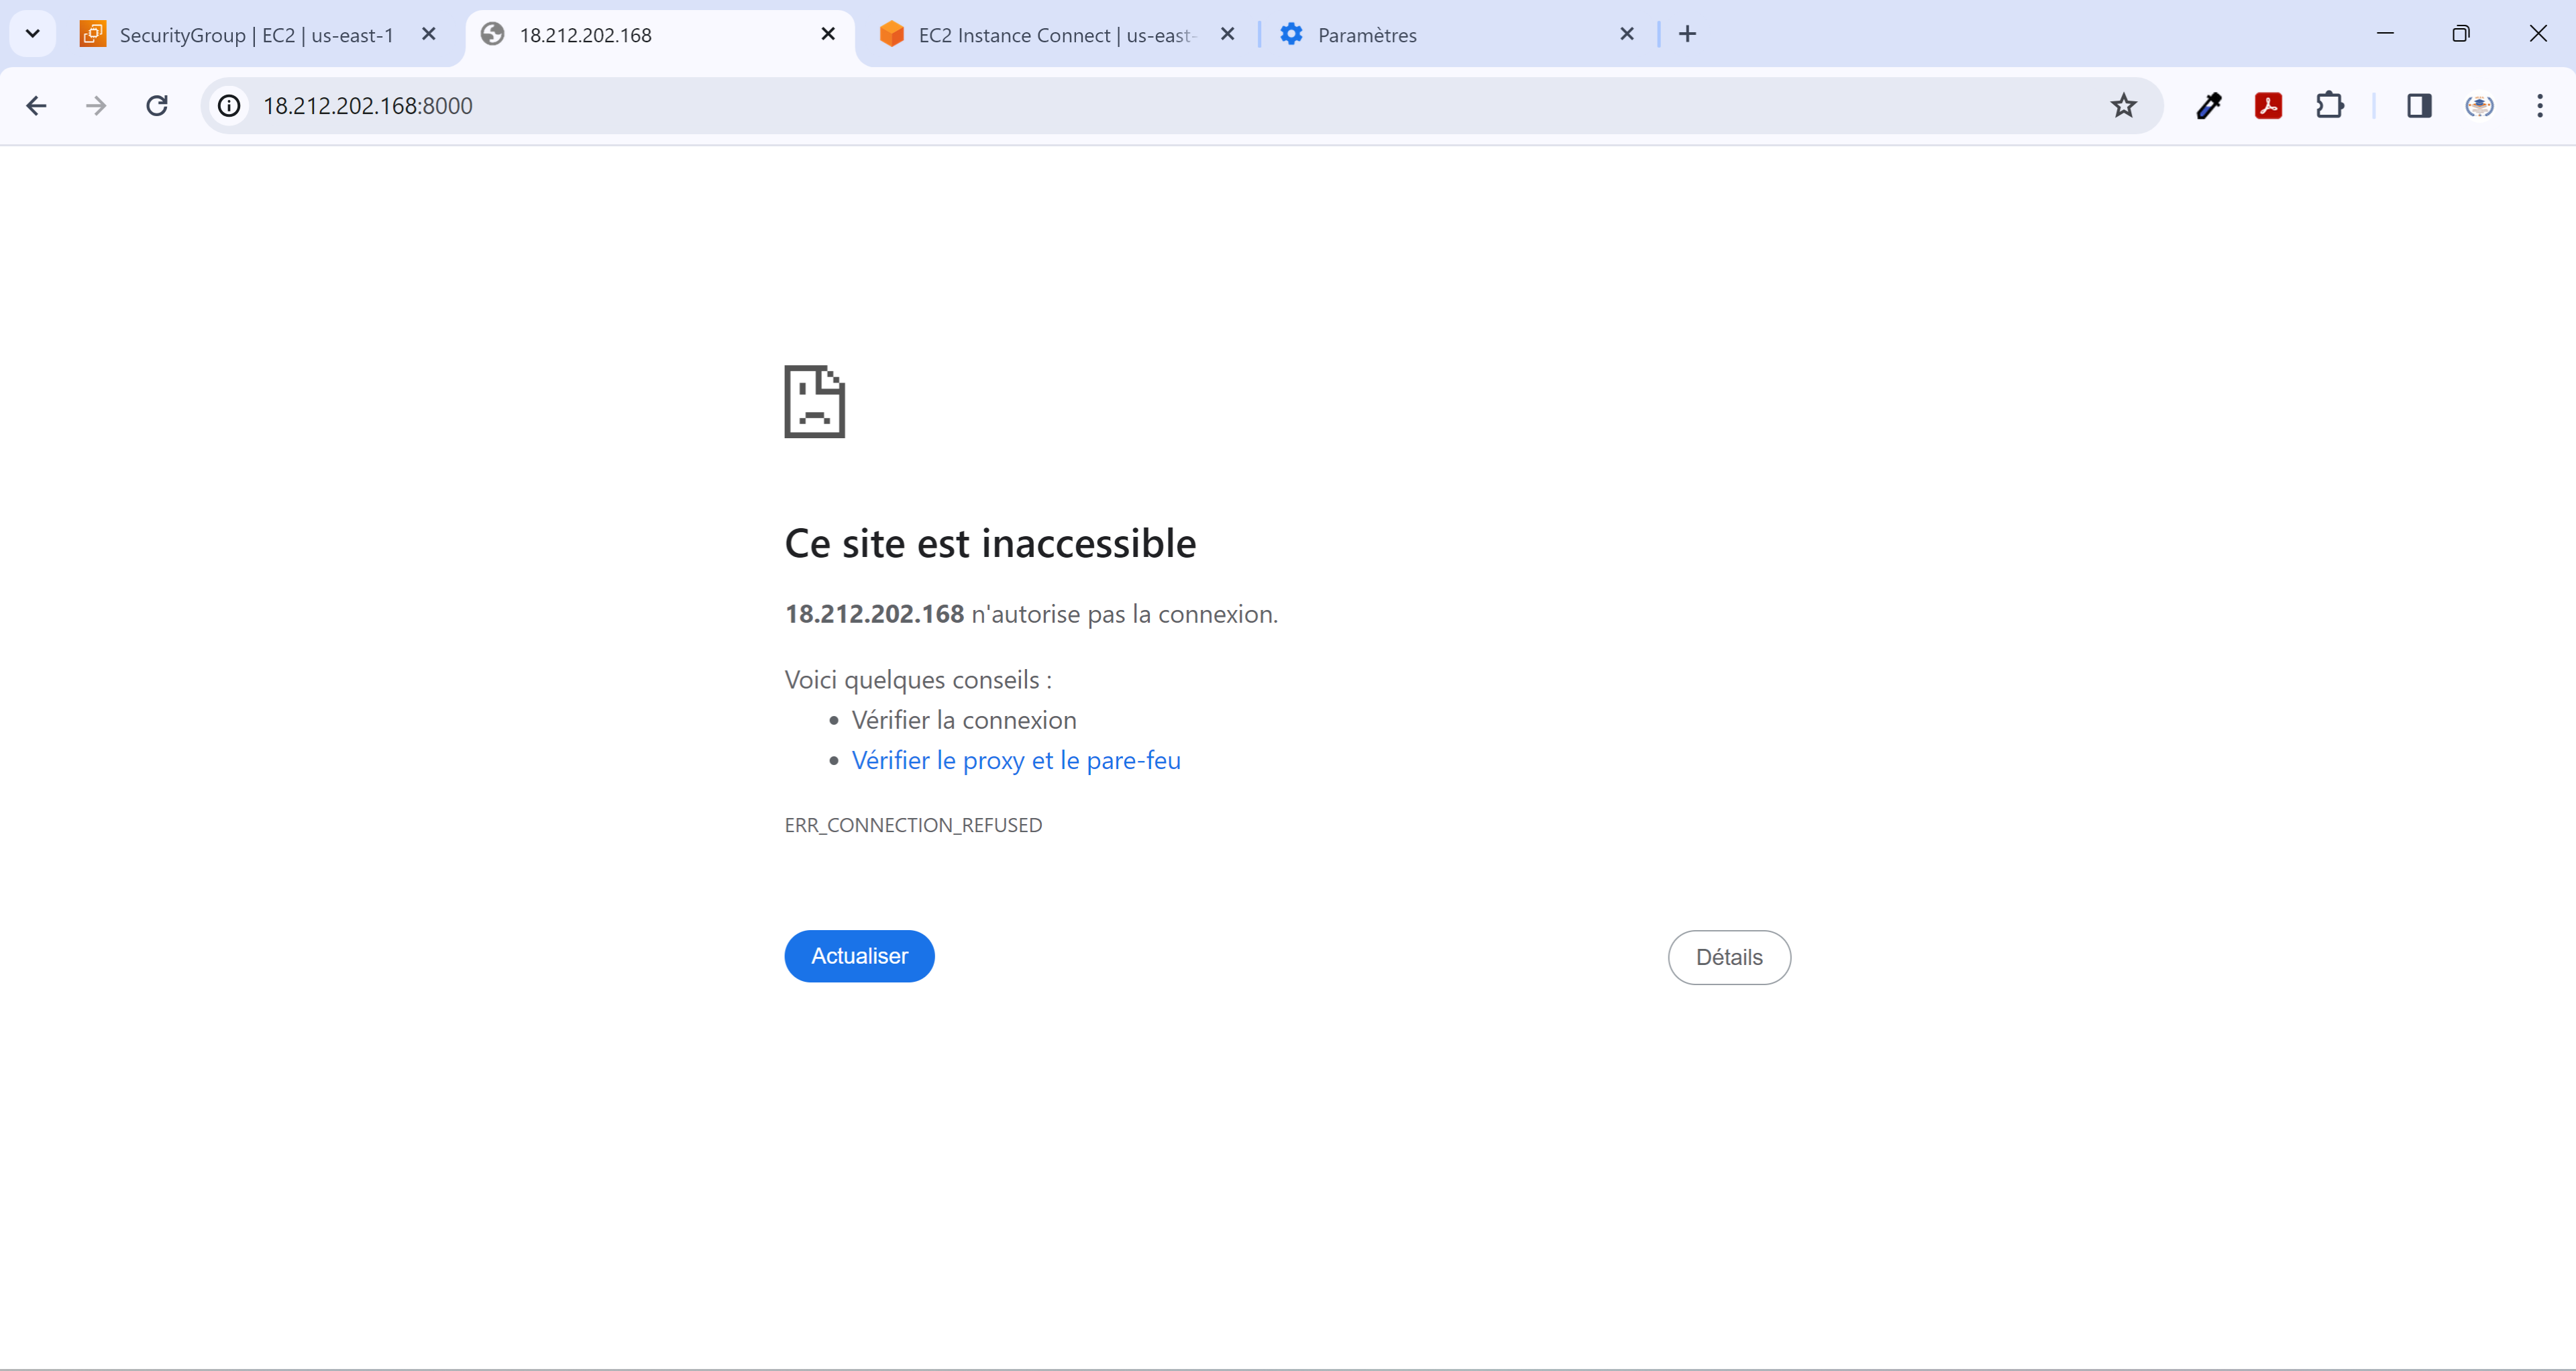 SecurityGroup | EC2 | us-east-1
18.212.202.168
EC2 Instance Connect | us-east-
Paramètres
18.212.202.168:8000
Ce site est inaccessible
18.212.202.168 n'autorise pas la connexion.
Voici quelques conseils :
Vérifier la connexion
Vérifier le proxy et le pare-feu
ERR_CONNECTION_REFUSED
Actualiser
Détails